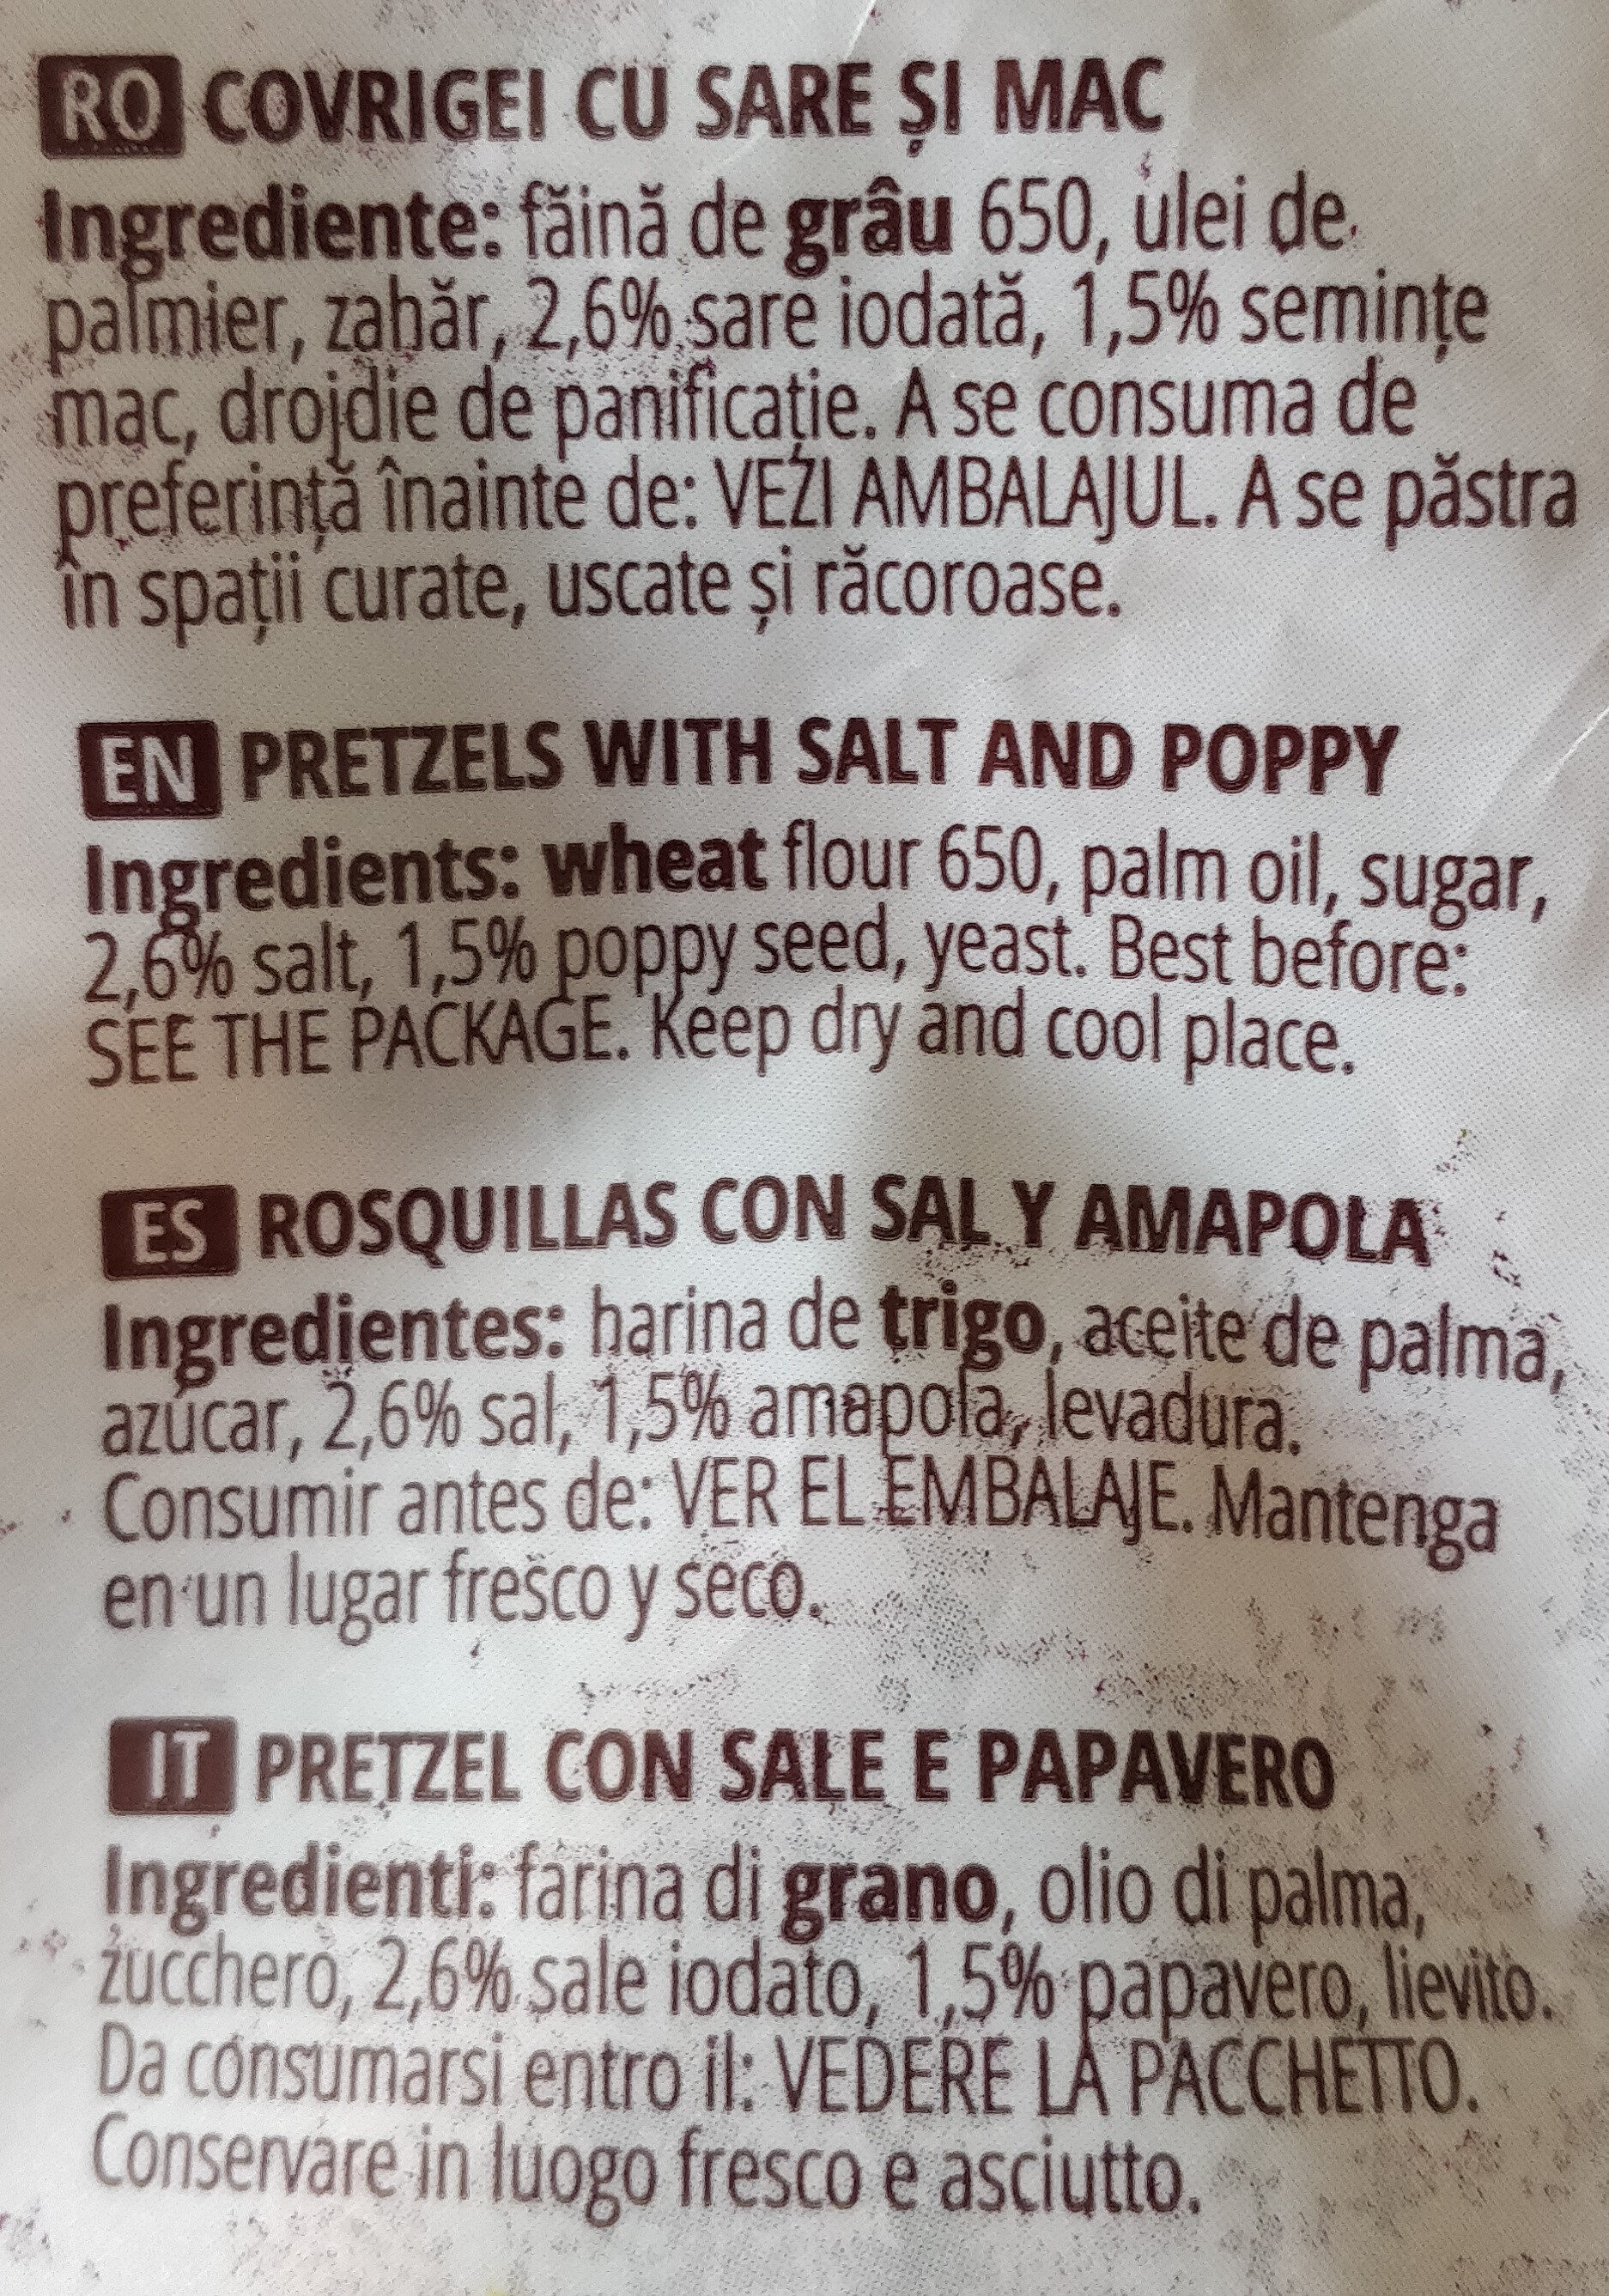 RO COVRIGEI CU SARE ȘI MAC
Ingrediente: făină de grâu 650, ulei de
palmier, zahăr, 2,6% sare iodată, 1,5% semințe
mac, drojdie de panificație. A se consuma de
preferință înainte de: VEZI AMBALAJUL. A se păstra
în spații curate, uscate și răcoroase.
EN PRETZELS WITH SALT AND POPPY
Ingredients: wheat flour 650, palm oil, sugar,
2,6% salt, 1,5% poppy seed, yeast. Best before:
SEE THE PACKAGE. Keep dry and cool place.
ES ROSQUILLAS CON SAL Y AMAPOLA
Ingredientes: harina de trigo, aceite de palma,
azúcar, 2,6% sal, 1,5% amapola, levadura.
Consumir antes de: VER EL EMBALAJE. Mantenga
en un lugar fresco y seco.
IT PRETZEL CON SALE E PAPAVERO
Ingredienti: farina di grano, olio di palma,
zucchero, 2,6% sale iodato, 1,5% papavero, lievito.
Da consumarsi entro il: VEDERE LA PACCHETTO.
Conservare in luogo fresco e asciutto.